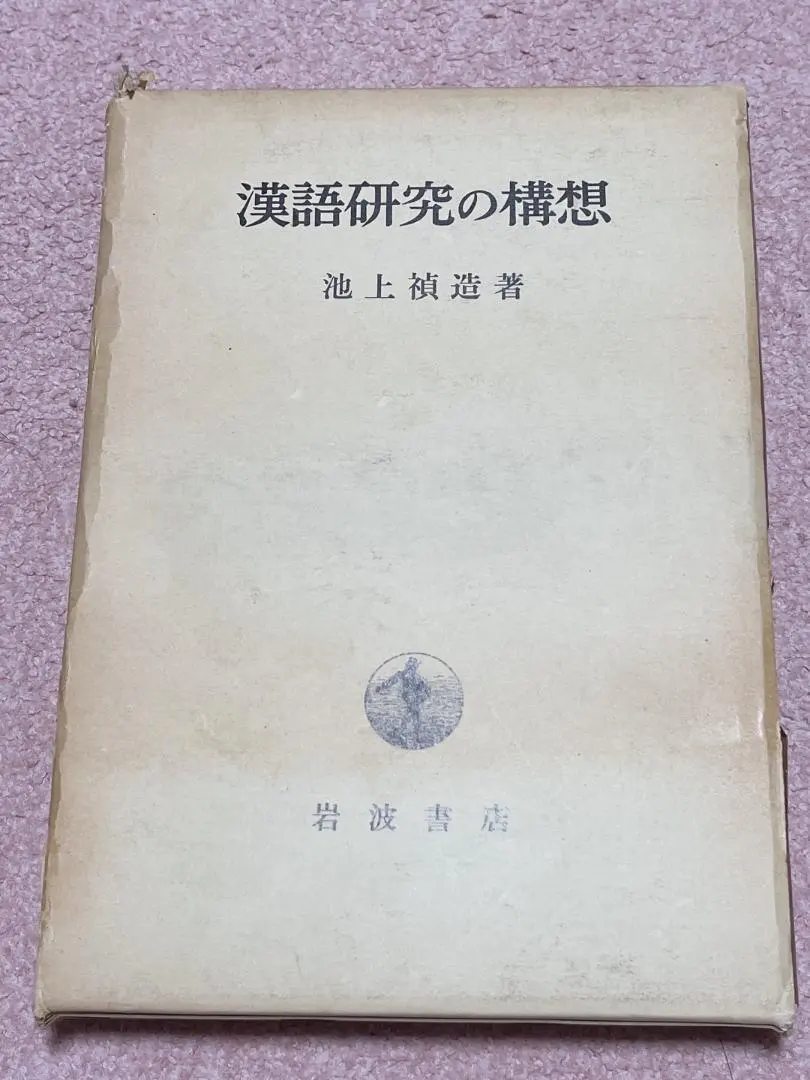 漢語研究の構想
池上禎造著
岩波書店